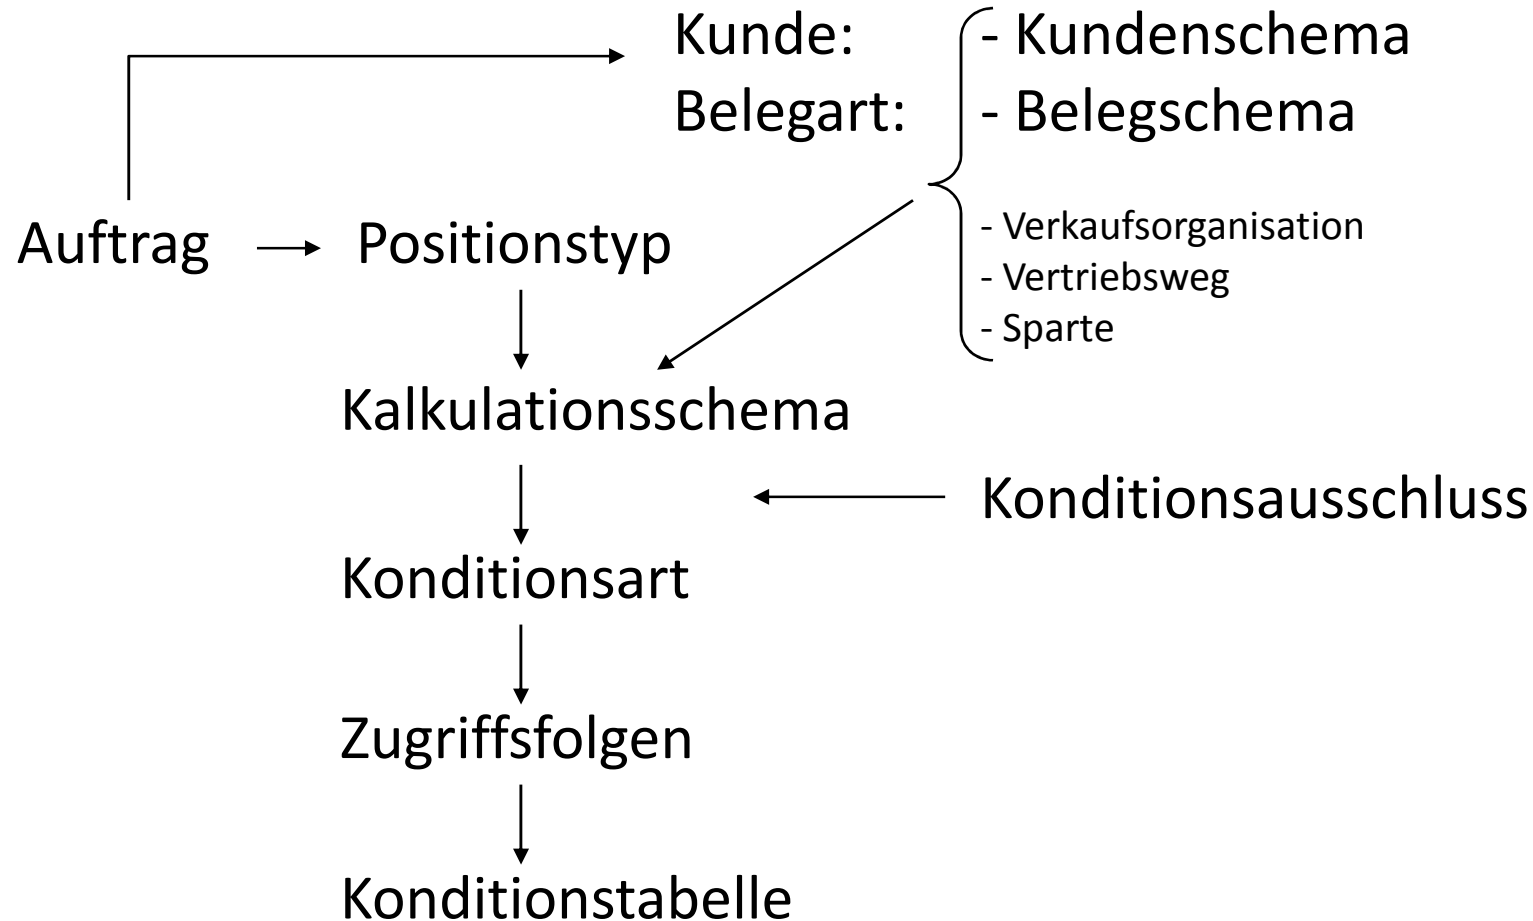 Kunde: - Kundenschema
Belegart: - Belegschema
Auftrag Positionstyp
- Verkaufsorganisation
- Vertriebsweg
- Sparte
Kalkulationsschema
Konditionsausschluss
Konditionsart
Zugriffsfolgen
Konditionstabelle